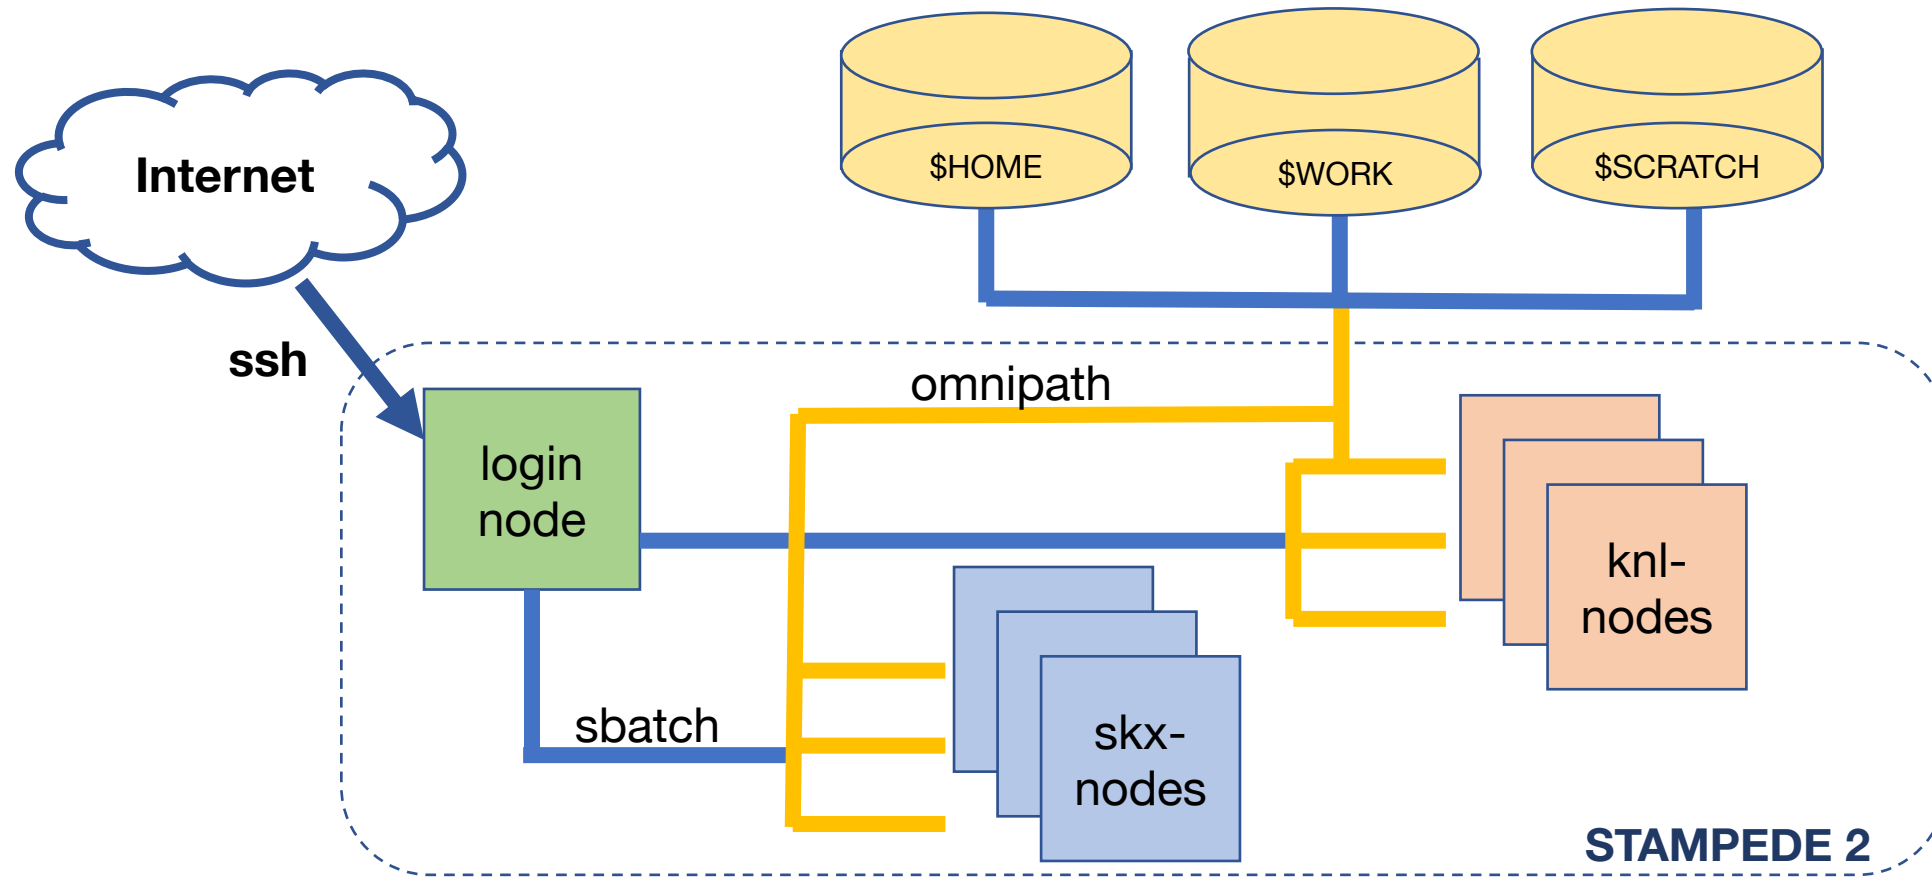 $HOME
$WORK
$SCRATCH
Internet
ssh
omnipath
login
node
knl-
nodes
sbatch
skx-
nodes
STAMPEDE 2